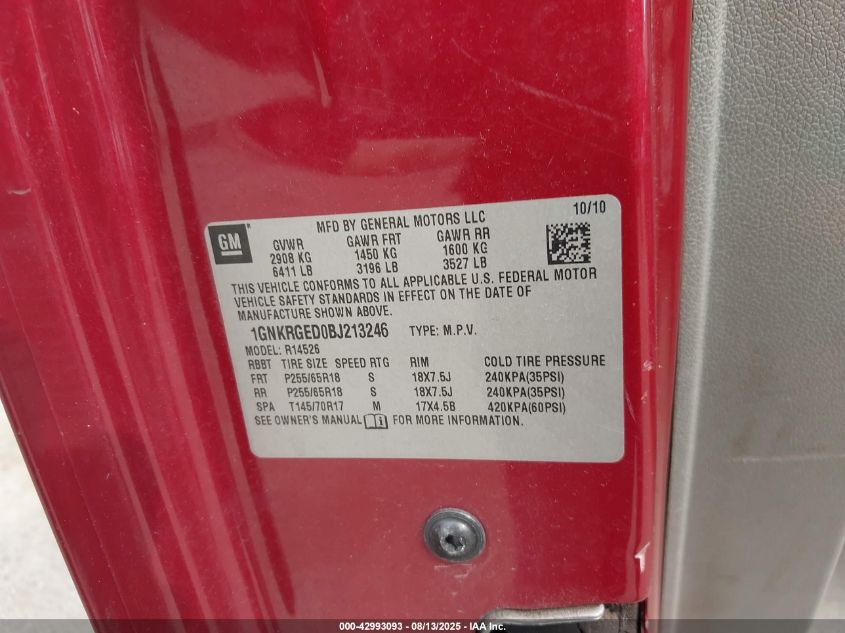 GM
MFD BY GENERAL MOTORS LLC
10/10
GVWR GAWR FRT GAWR RR
2908 KG 1450 KG 1600 KG
6411 LB 3196 LB 3527 LB
THIS VEHICLE CONFORMS TO ALL APPLICABLE U.S. FEDERAL MOTOR
VEHICLE SAFETY STANDARDS IN EFFECT ON THE DATE OF
MANUFACTURE SHOWN ABOVE.
1GNKRGED0BJ213246 TYPE: M.P.V.
MODEL: R14526
RBBT TIRE SIZE SPEED RTG RIM COLD TIRE PRESSURE
FRT P255/65R18 S 18X7.5J 240KPA(35PSI)
RR P255/65R18 S 18X7.5J 240KPA(35PSI)
SPA T145/70R17 M 17X4.5B 420KPA(60PSI)
SEE OWNER'S MANUAL FOR MORE INFORMATION.
000-42993093 - 08/13/2025 - IAA, Inc.